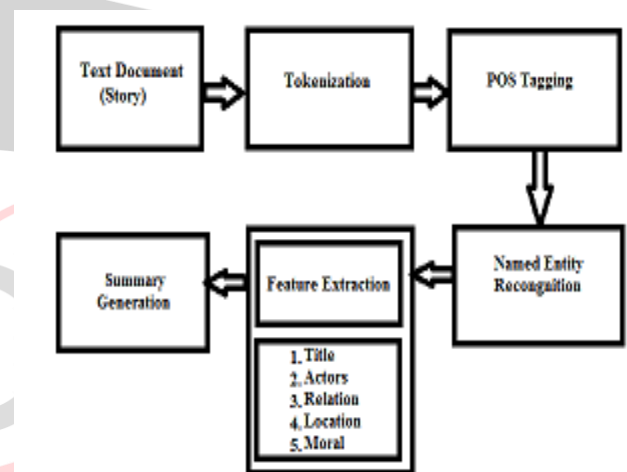 Text Document
(Story)
Tokenization
POS Tagging
Named Entity
Recongnition
Feature Extraction
1. Title
2. Actors
3. Relation
4. Location
5. Moral
Summary
Generation